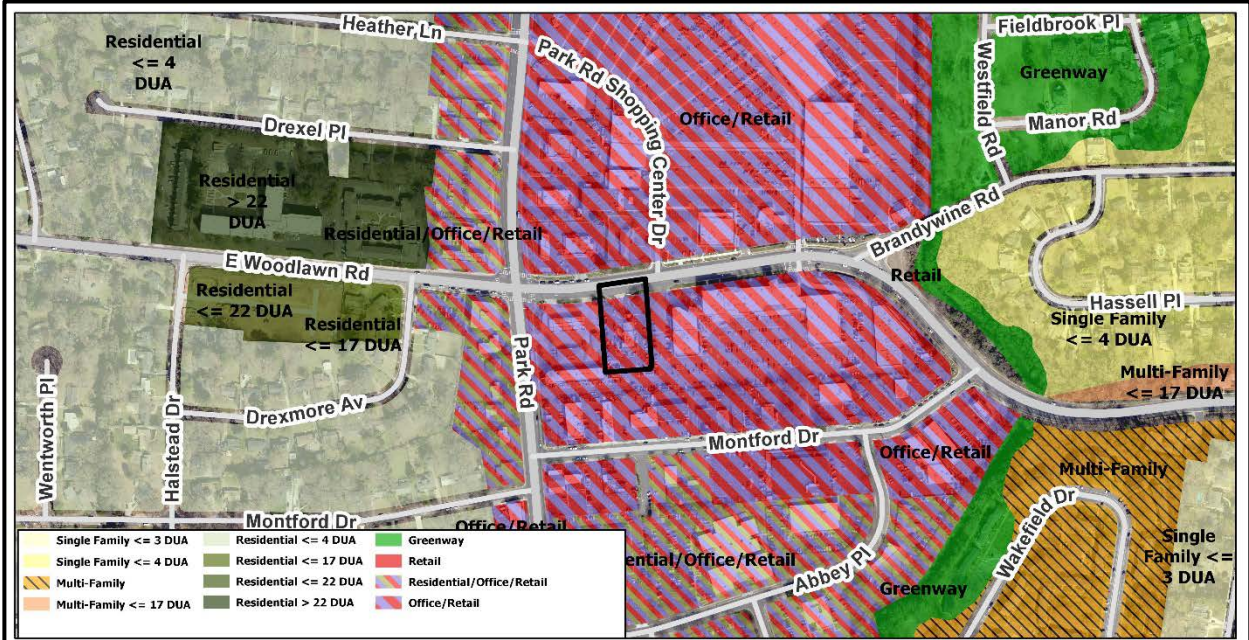 Heather Ln
Fieldbrook Pl
Residential
<= 4
DUA
Park Rd Shopping Center Dr
Westfield Rd
Greenway
Office/Retail
Manor Rd
Drexel Pl
Residential
> 22
DUA
Brandywine Rd
Residential/Office/Retail
E Woodlawn Rd
Retail
Residential
<= 22 DUA
Hassell Pl
Residential
<= 17 DUA
Single Family
<= 4 DUA
Park Rd
Multi-Family
<= 17 DUA
Wentworth Pl
Halstead Dr
Drexmore Av
Montford Dr
Office/Retail
Multi-Family
Wakefield Dr
Montford Dr
Office/Retail
Single
Family <=
3 DUA
ential/Office/Retail
Abbey Pl
Greenway
Single Family <= 3 DUA
Single Family <= 4 DUA
Multi-Family
Multi-Family <= 17 DUA
Residential <= 4 DUA
Residential <= 17 DUA
Residential <= 22 DUA
Residential > 22 DUA
Greenway
Retail
Residential/Office/Retail
Office/Retail